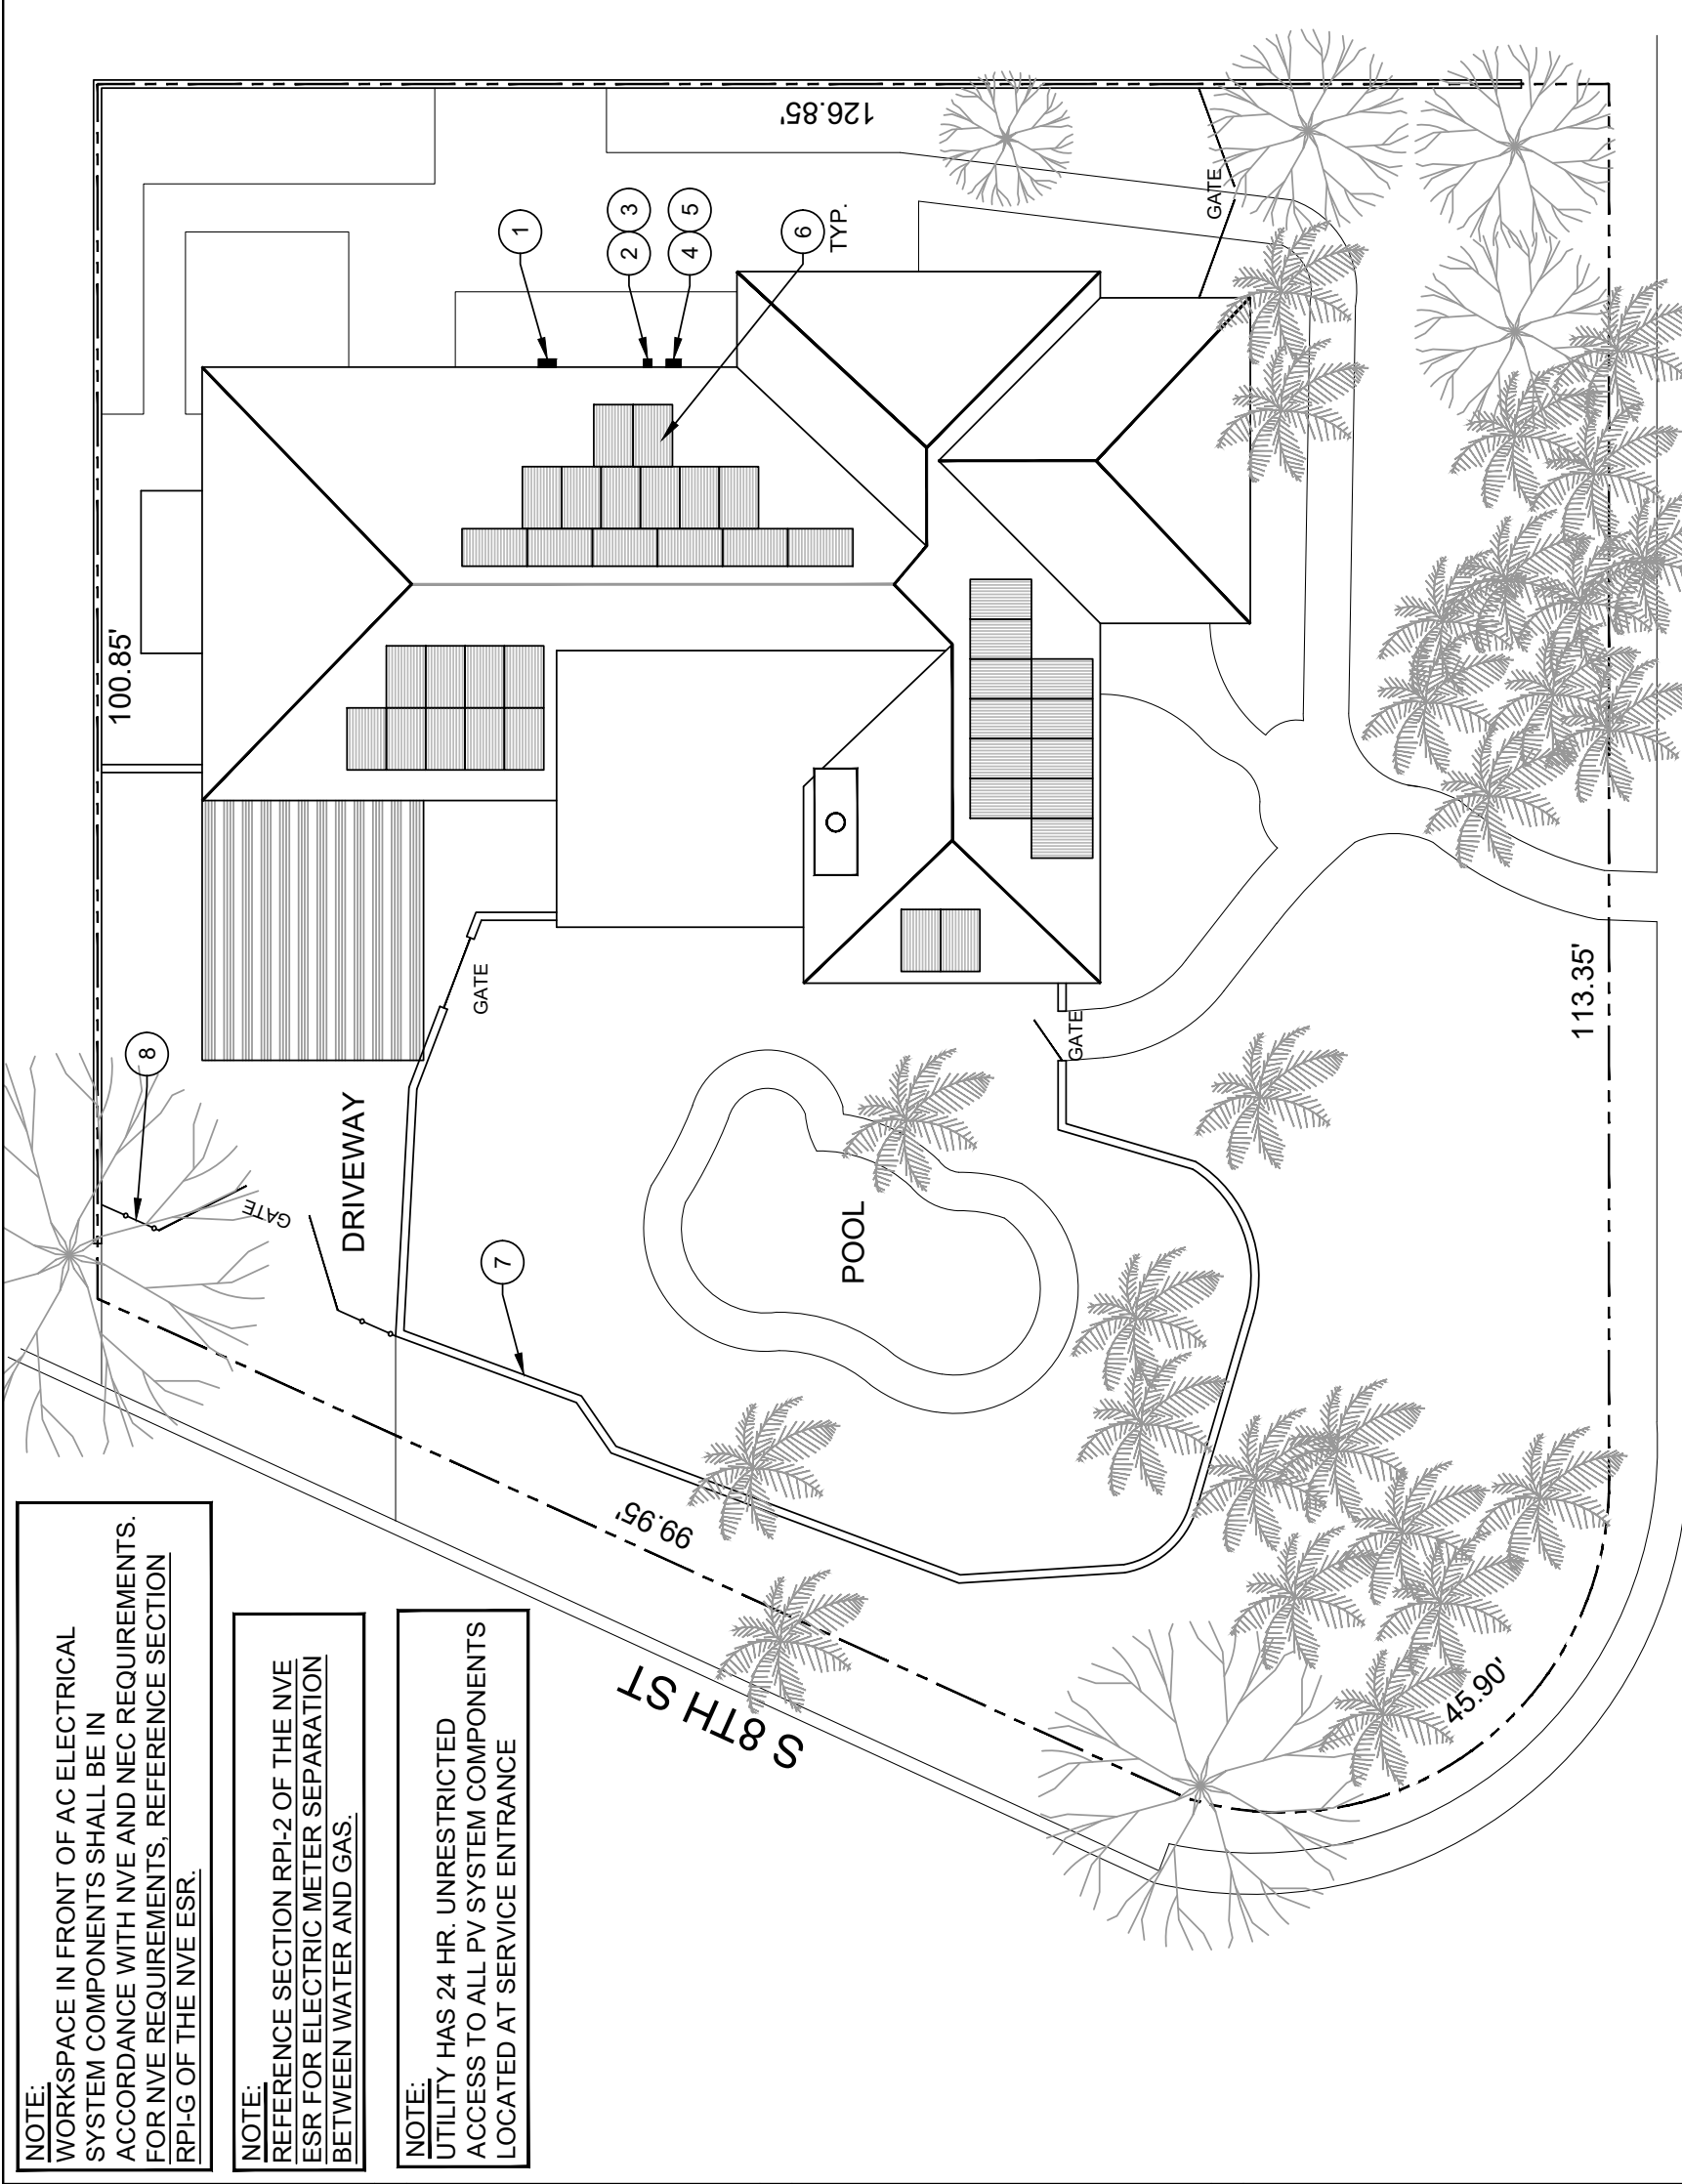 NOTE:
WORKSPACE IN FRONT OF AC ELECTRICAL
SYSTEM COMPONENTS SHALL BE IN
ACCORDANCE WITH NVE AND NEC REQUIREMENTS.
FOR NVE REQUIREMENTS, REFERENCE SECTION
RPI-G OF THE NVE ESR.
NOTE:
REFERENCE SECTION RPI-2 OF THE NVE
ESR FOR ELECTRIC METER SEPARATION
BETWEEN WATER AND GAS.
NOTE:
UTILITY HAS 24 HR. UNRESTRICTED
ACCESS TO ALL PV SYSTEM COMPONENTS
LOCATED AT SERVICE ENTRANCE
100.85'
8
GATE
DRIVEWAY
GATE
7
1
2 3
4 5
6
TYP.
126.85'
POOL
99.95'
S 8TH ST
GATE
GATE
45.90'
113.35'